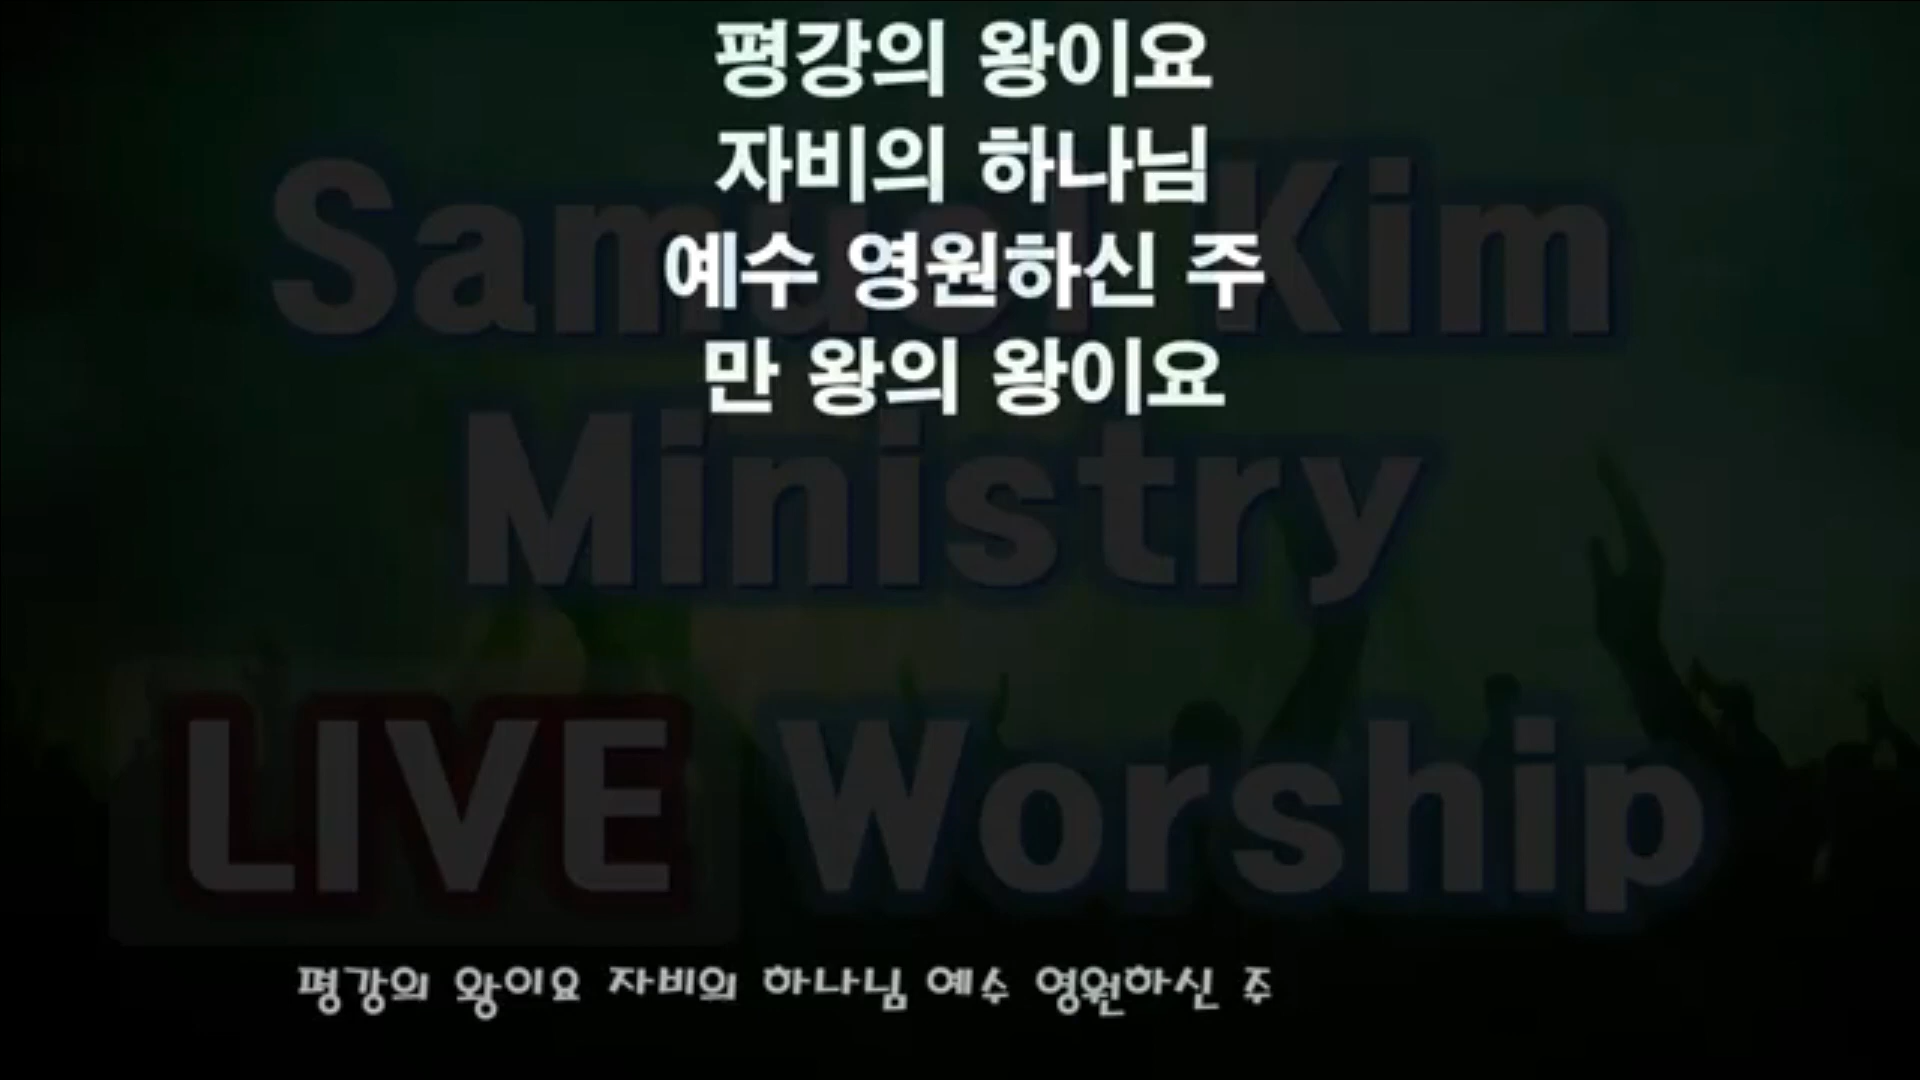 평강의 왕이요
자비의 하나님
예수 영원하신 주
만 왕의 왕이요
Samuel Kim
Ministry
LIVE Worship
평강의 왕이요 자비의 하나님 예수 영원하신 주